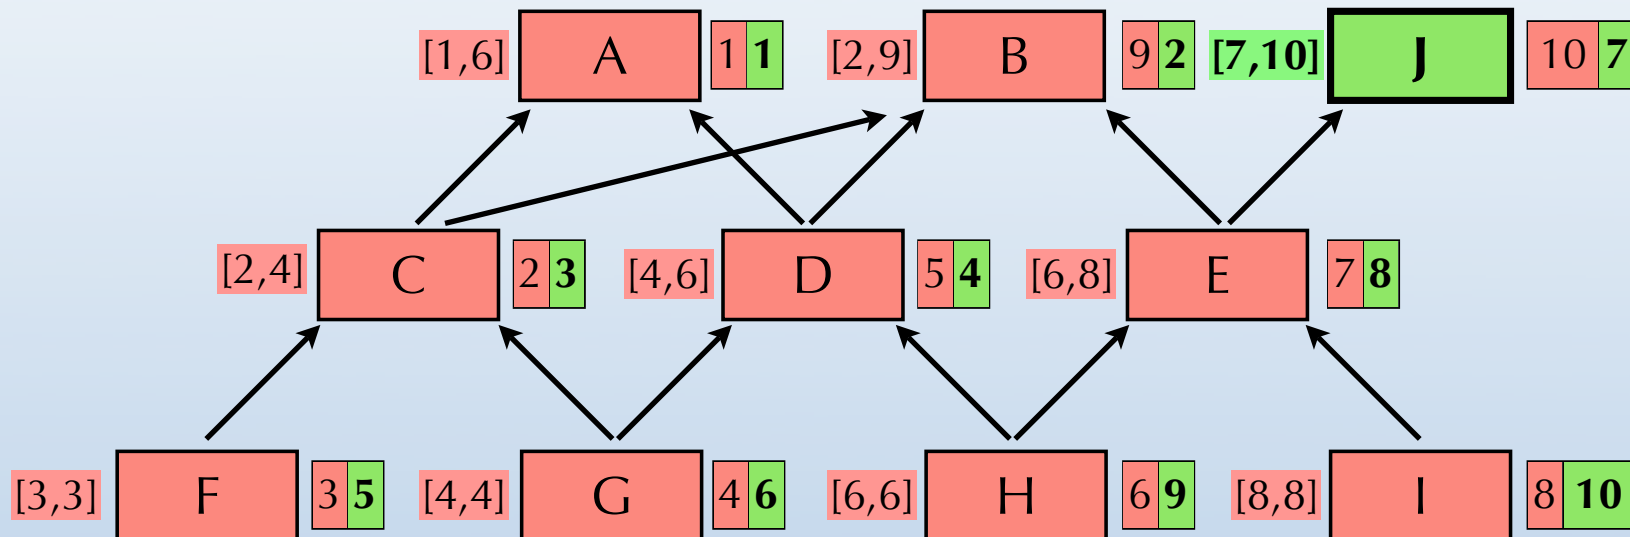 [1,6] A 1 1 [2,9] B 9 2 [7,10] J 10 7
[2,4] C 2 3 [4,6] D 5 4 [6,8] E 7 8
[3,3] F 3 5 [4,4] G 4 6 [6,6] H 6 9 [8,8] I 8 10